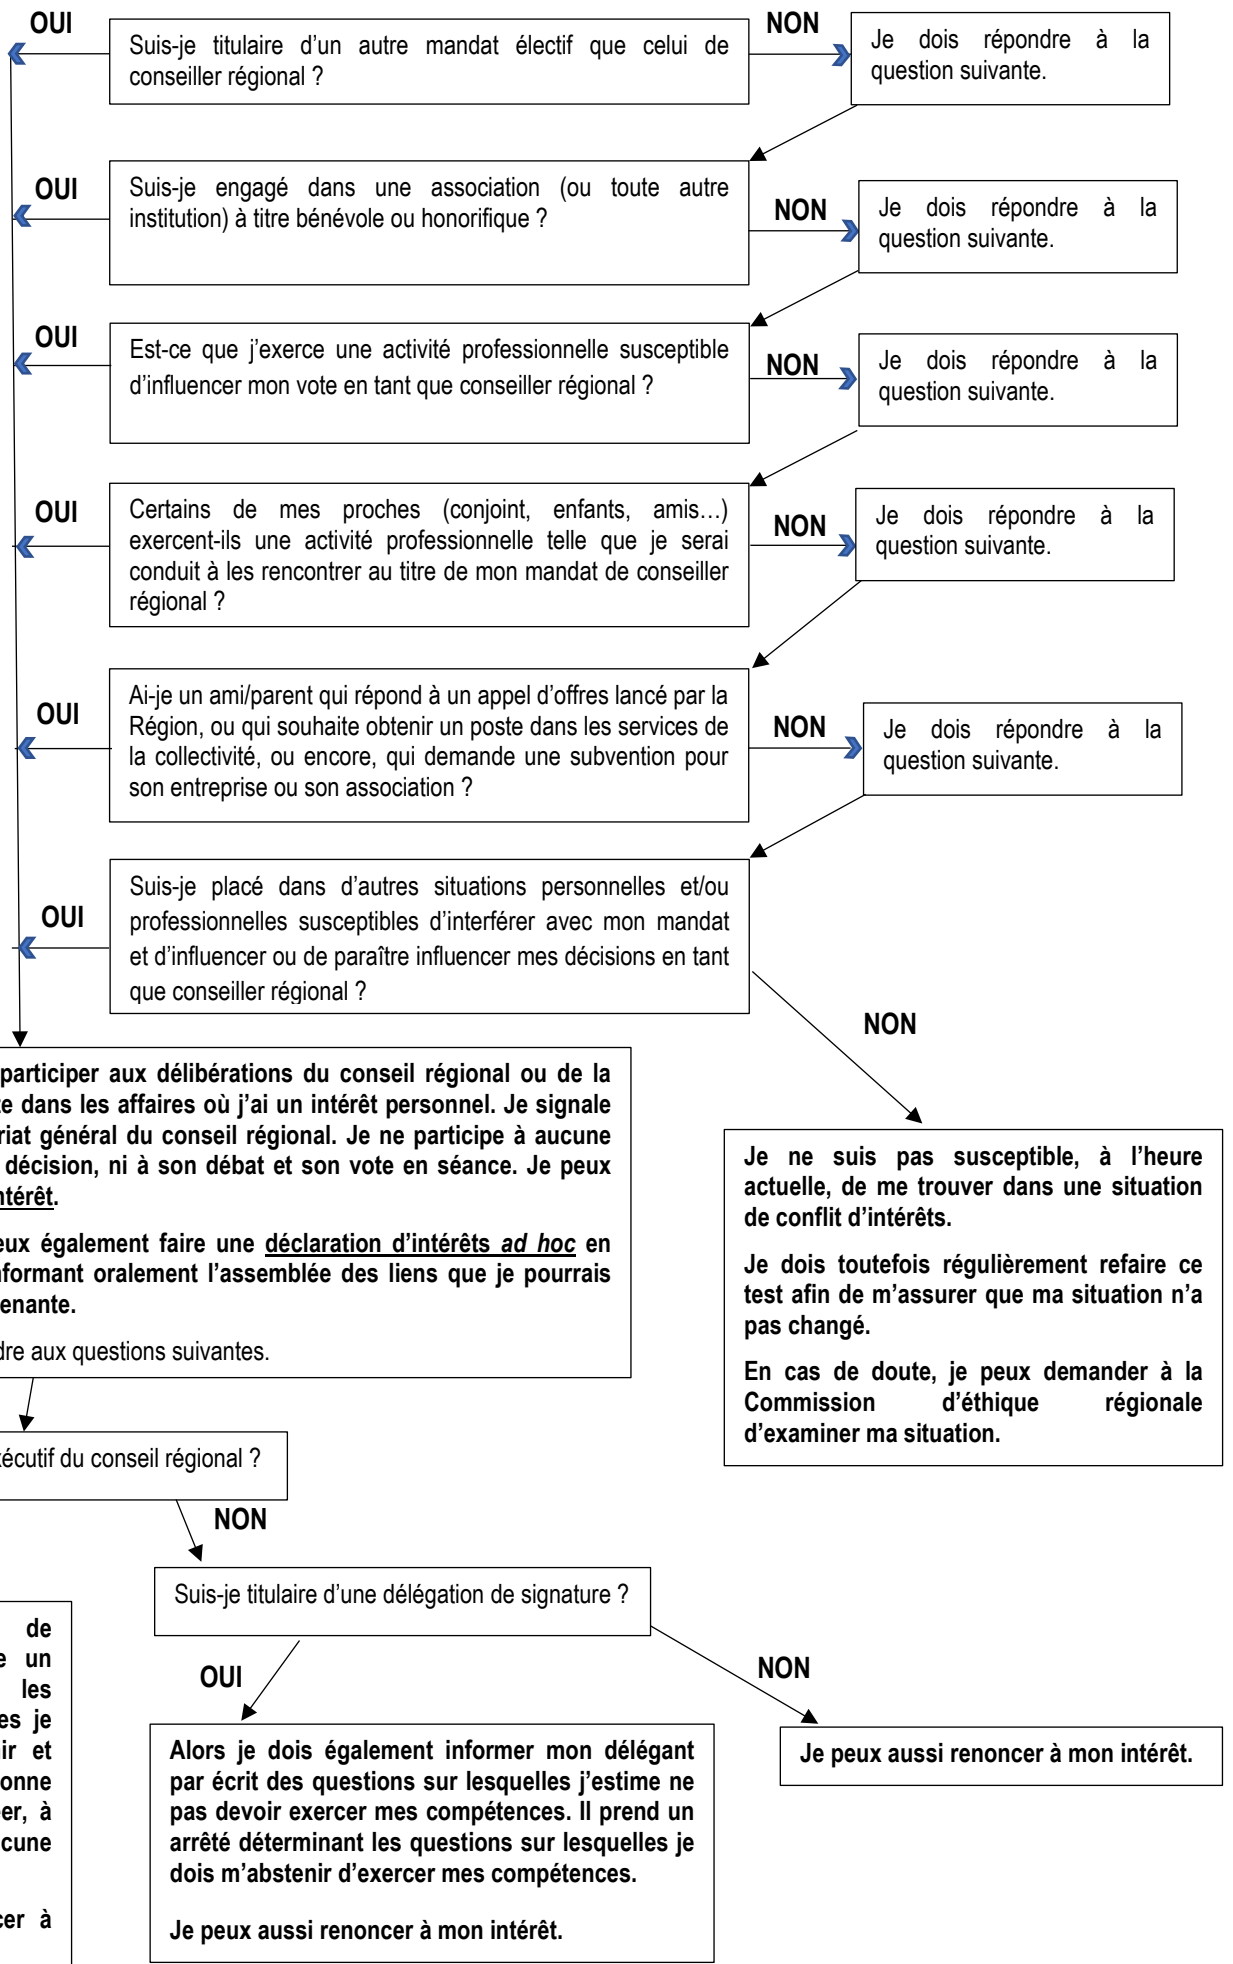 OUI
NON
Suis-je titulaire d’un autre mandat électif que celui de
conseiller régional ?
Je dois répondre à la
question suivante.
OUI
Suis-je engagé dans une association (ou toute autre
institution) à titre bénévole ou honorifique ?
NON
Je dois répondre à la
question suivante.
OUI
Est-ce que j’exerce une activité professionnelle susceptible
d’influencer mon vote en tant que conseiller régional ?
NON
Je dois répondre à la
question suivante.
OUI
Certains de mes proches (conjoint, enfants, amis…)
exercent-ils une activité professionnelle telle que je serai
conduit à les rencontrer au titre de mon mandat de conseiller
régional ?
NON
Je dois répondre à la
question suivante.
OUI
Ai-je un ami/parent qui répond à un appel d’offres lancé par la
Région, ou qui souhaite obtenir un poste dans les services de
la collectivité, ou encore, qui demande une subvention pour
son entreprise ou son association ?
NON
Je dois répondre à la
question suivante.
OUI
Suis-je placé dans d’autres situations personnelles et/ou
professionnelles susceptibles d’interférer avec mon mandat
et d’influencer ou de paraître influencer mes décisions en tant
que conseiller régional ?
NON
participer aux délibérations du conseil régional ou de la
dans les affaires où j’ai un intérêt personnel. Je signale
général du conseil régional. Je ne participe à aucune
décision, ni à son débat et son vote en séance. Je peux
intérêt.
également faire une déclaration d’intérêts ad hoc en
informant oralement l’assemblée des liens que je pourrais
aux questions suivantes.
Je ne suis pas susceptible, à l’heure
actuelle, de me trouver dans une situation
de conflit d’intérêts.
Je dois toutefois régulièrement refaire ce
test afin de m’assurer que ma situation n’a
pas changé.
En cas de doute, je peux demander à la
Commission d’éthique régionale
d’examiner ma situation.
du conseil régional ?
NON
Suis-je titulaire d’une délégation de signature ?
OUI
NON
de
un
les
je
et
à
à
Alors je dois également informer mon délégant
par écrit des questions sur lesquelles j’estime ne
pas devoir exercer mes compétences. Il prend un
arrêté déterminant les questions sur lesquelles je
dois m’abstenir d’exercer mes compétences.
Je peux aussi renoncer à mon intérêt.
Je peux aussi renoncer à mon intérêt.